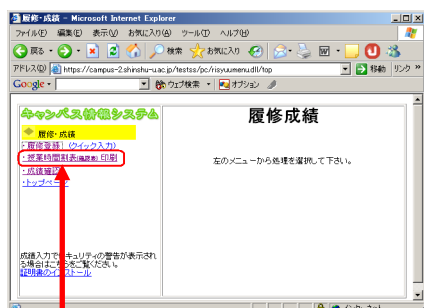 履修・成績 - Microsoft Internet Explorer
ファイル(F) 編集(E) 表示(V) お気に入り(A) ツール(T) ヘルプ(H)
戻る 検索 お気に入り
アドレス(D) https://campus-2.shinshu-u.ac.jp/testss/pc/risyuumenu.dll/top 移動 リンク »
Google ウェブ検索 オプション
キャンパス情報システム
履修・成績
・履修登録 (クイック入力)
・授業時間割表(確認表)印刷
・成績確認
・トップページ
履修成績
左のメニューから処理を選択して下さい。
成績入力で キュリティの警告が表示され
る場合はこちらをご覧ください。
証明書のインストール